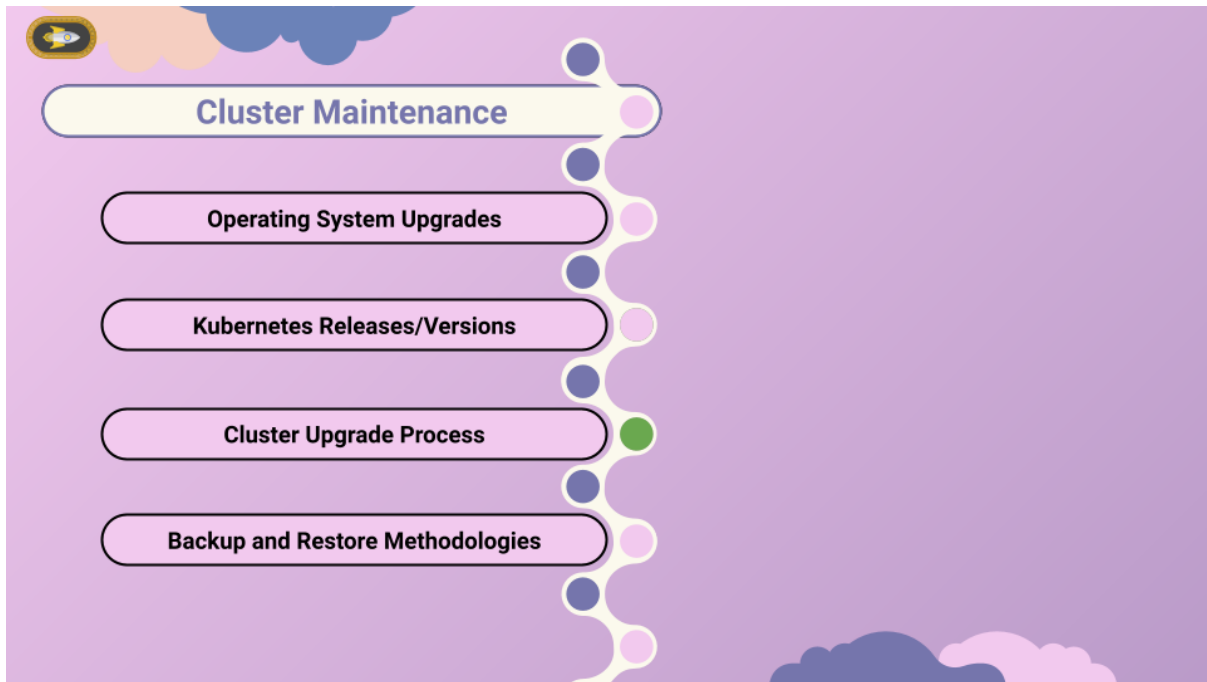 Cluster Maintenance
Operating System Upgrades
Kubernetes Releases/Versions
Cluster Upgrade Process
Backup and Restore Methodologies